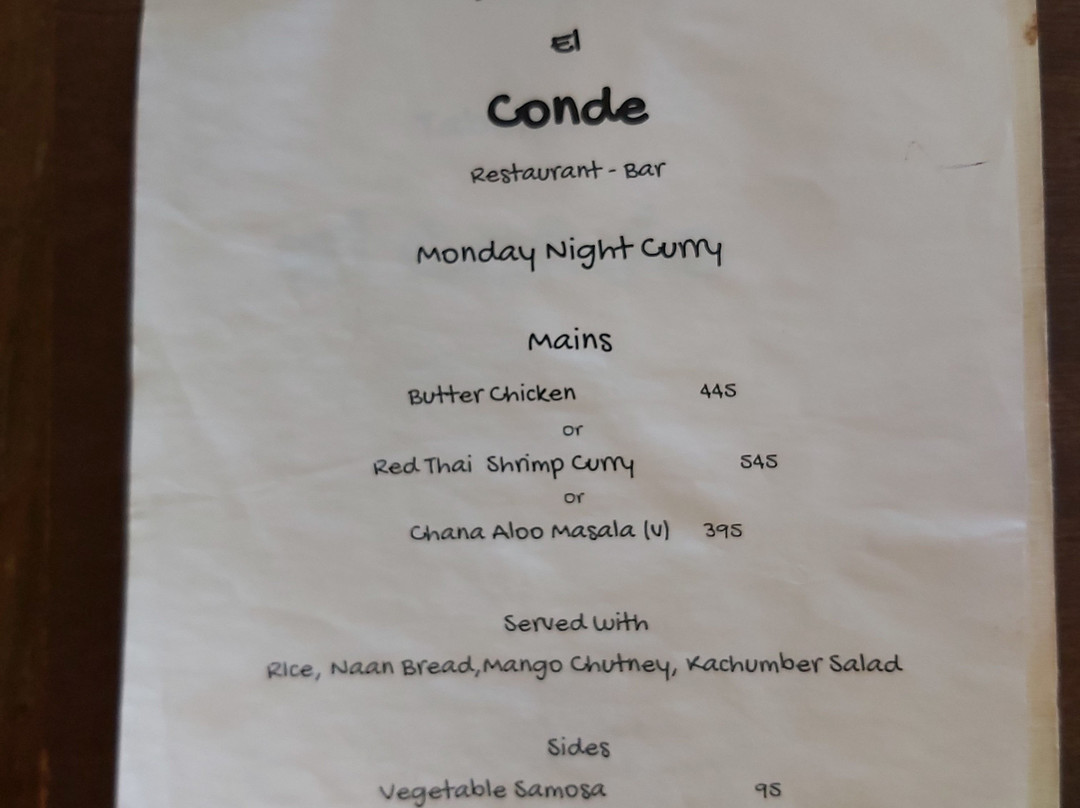 El
Conde
Restaurant - Bar
Monday Night Curry
Mains
Butter Chicken 445
or
Red Thai Shrimp Curry 545
or
Chana Aloo Masala (V) 395
Served with
Rice, Naan Bread, Mango Chutney, Kachumber Salad
Sides
Vegetable Samosa 95